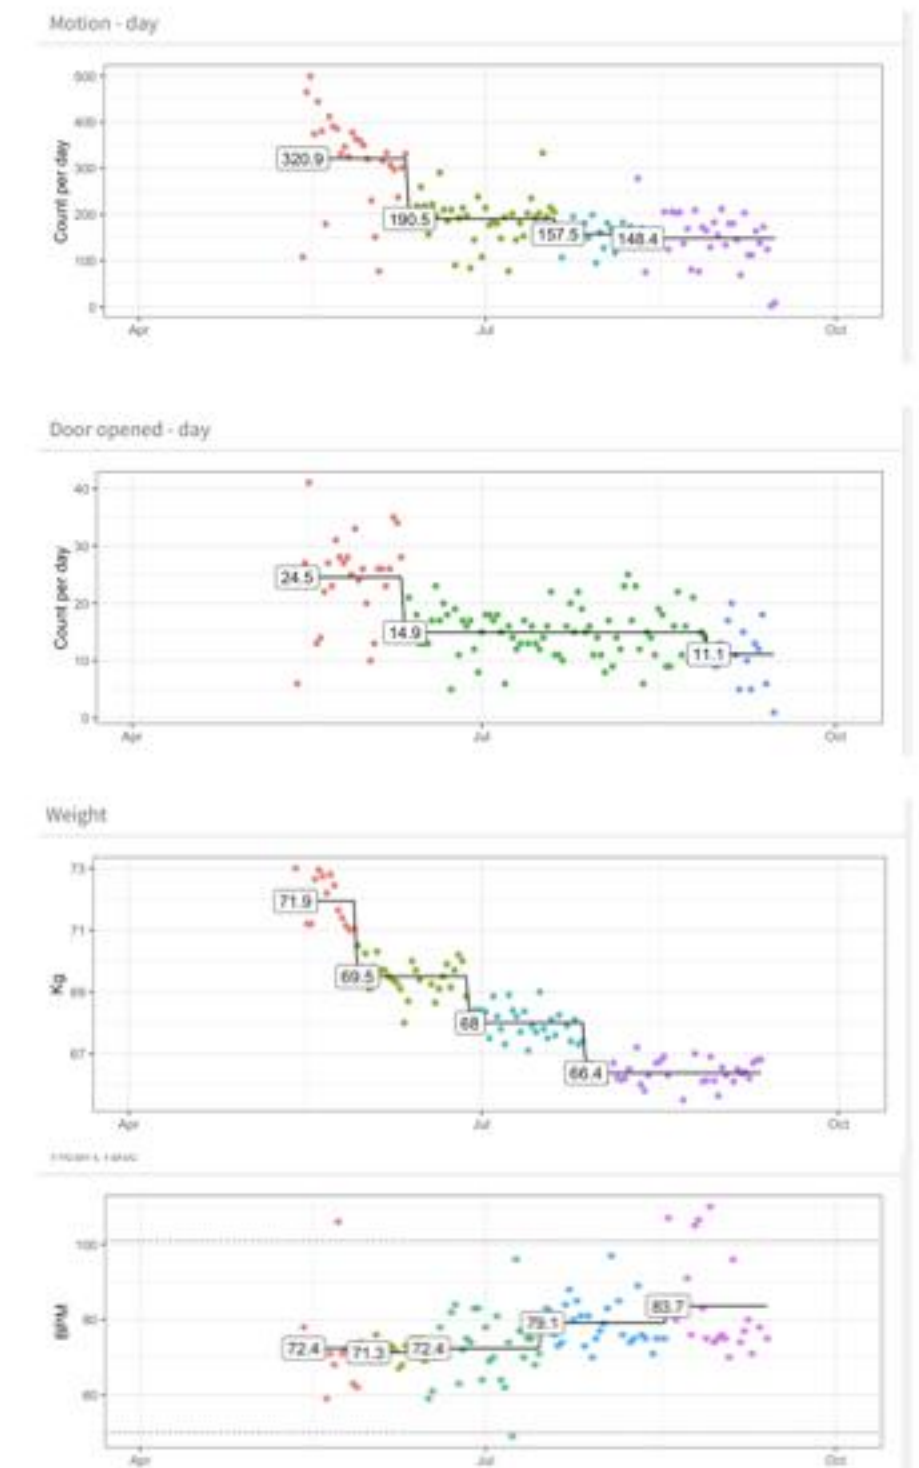 Motion - day
Count per day
500
400
300
200
100
0
320.9
190.5
157.5
148.4
Apr
Jul
Oct
Door opened - day
Count per day
40
30
20
10
0
24.5
14.9
11.1
Apr
Jul
Oct
Weight
Kg
73
71
69
67
71.9
69.5
68
66.4
Apr
Jul
Oct
BPM
100
80
60
72.4
71.3
72.4
79.1
83.7
Apr
Jul
Oct